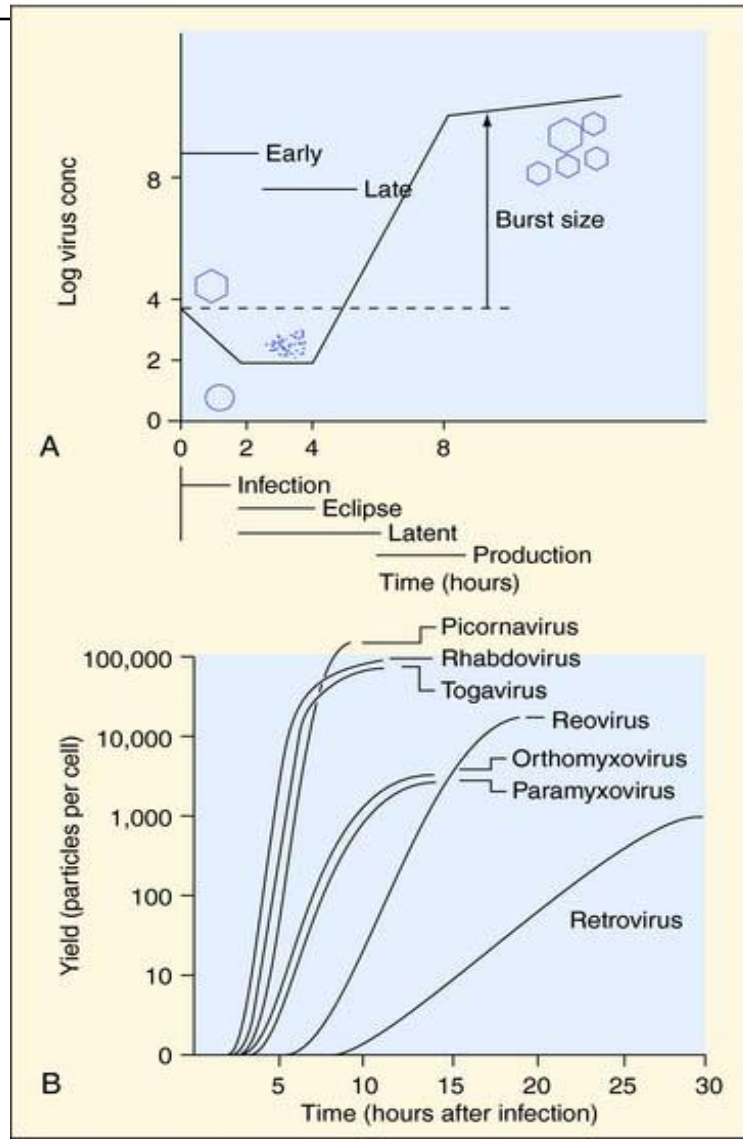 Log virus conc
8
4
2
0
Early
Late
Burst size
A
0 2 4 8
Infection
Eclipse
Latent
Production
Time (hours)
Yield (particles per cell)
100,000
10,000
1,000
100
10
0
Picornavirus
Rhabdovirus
Togavirus
Reovirus
Orthomyxovirus
Paramyxovirus
Retrovirus
B
5 10 15 20 25 30
Time (hours after infection)